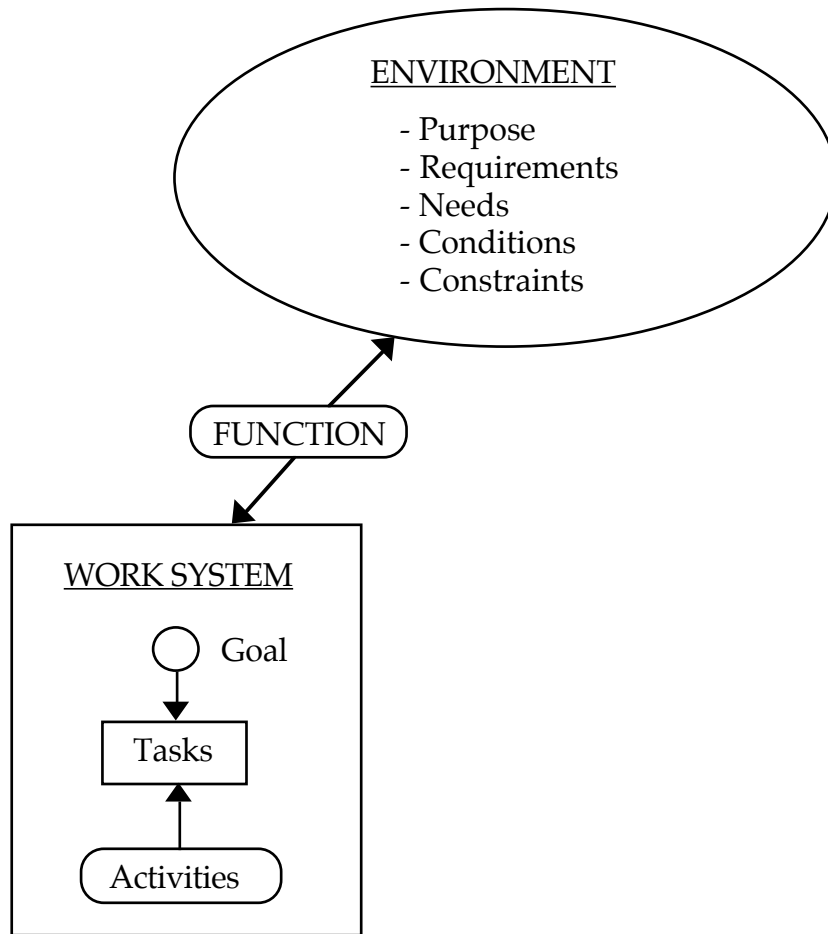 ENVIRONMENT
- Purpose
- Requirements
- Needs
- Conditions
- Constraints
FUNCTION
WORK SYSTEM
Goal
Tasks
Activities